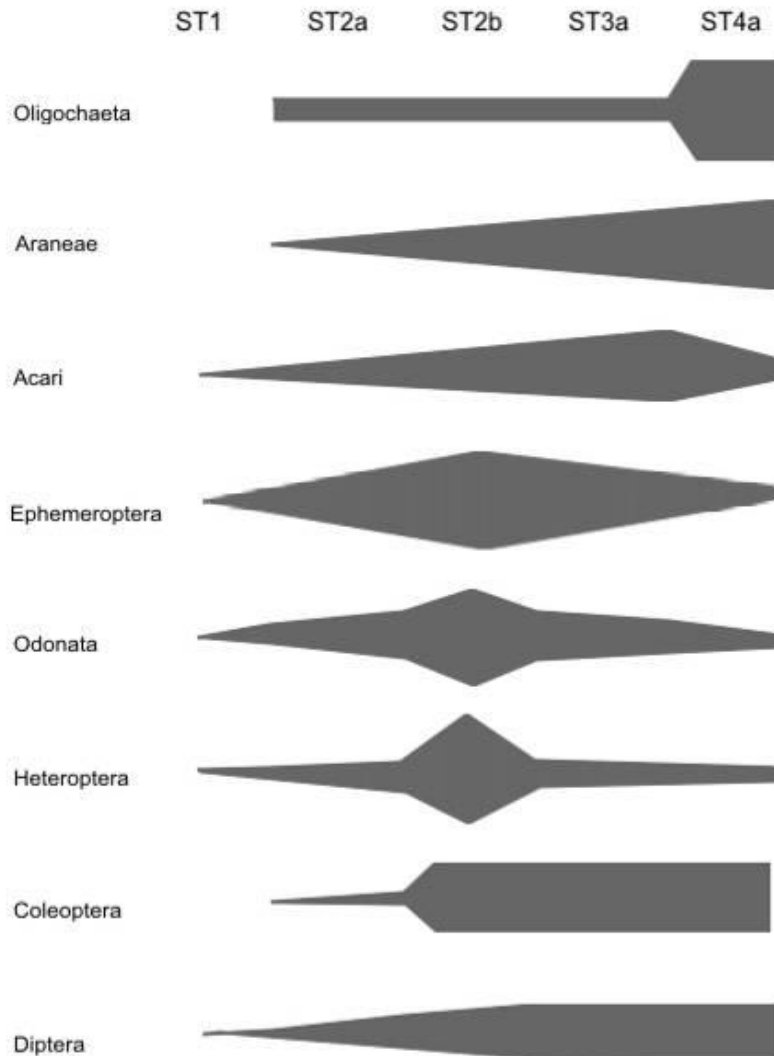 ST1 ST2a ST2b ST3a ST4a
Oligochaeta
Araneae
Acari
Ephemeroptera
Odonata
Heteroptera
Coleoptera
Diptera